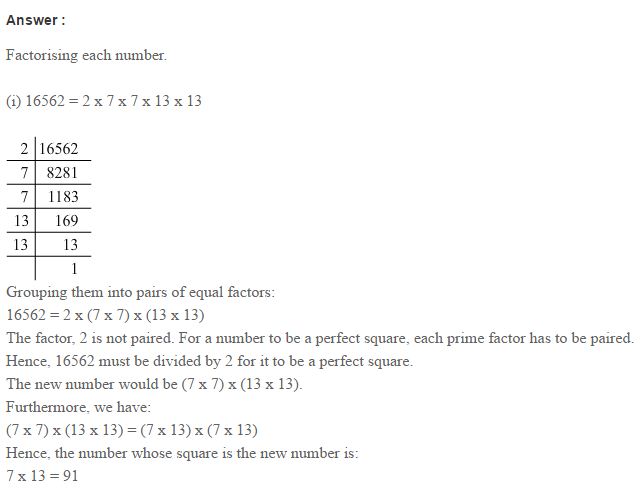 Answer :
Factorising each number.
(i) 16562 = 2 x 7 x 7 x 13 x 13
2 16562
7 8281
7 1183
13 169
13 13
1
Grouping them into pairs of equal factors:
16562 = 2 x (7 x 7) x (13 x 13)
The factor, 2 is not paired. For a number to be a perfect square, each prime factor has to be paired.
Hence, 16562 must be divided by 2 for it to be a perfect square.
The new number would be (7 x 7) x (13 x 13).
Furthermore, we have:
(7 x 7) x (13 x 13) = (7 x 13) x (7 x 13)
Hence, the number whose square is the new number is:
7 x 13 = 91